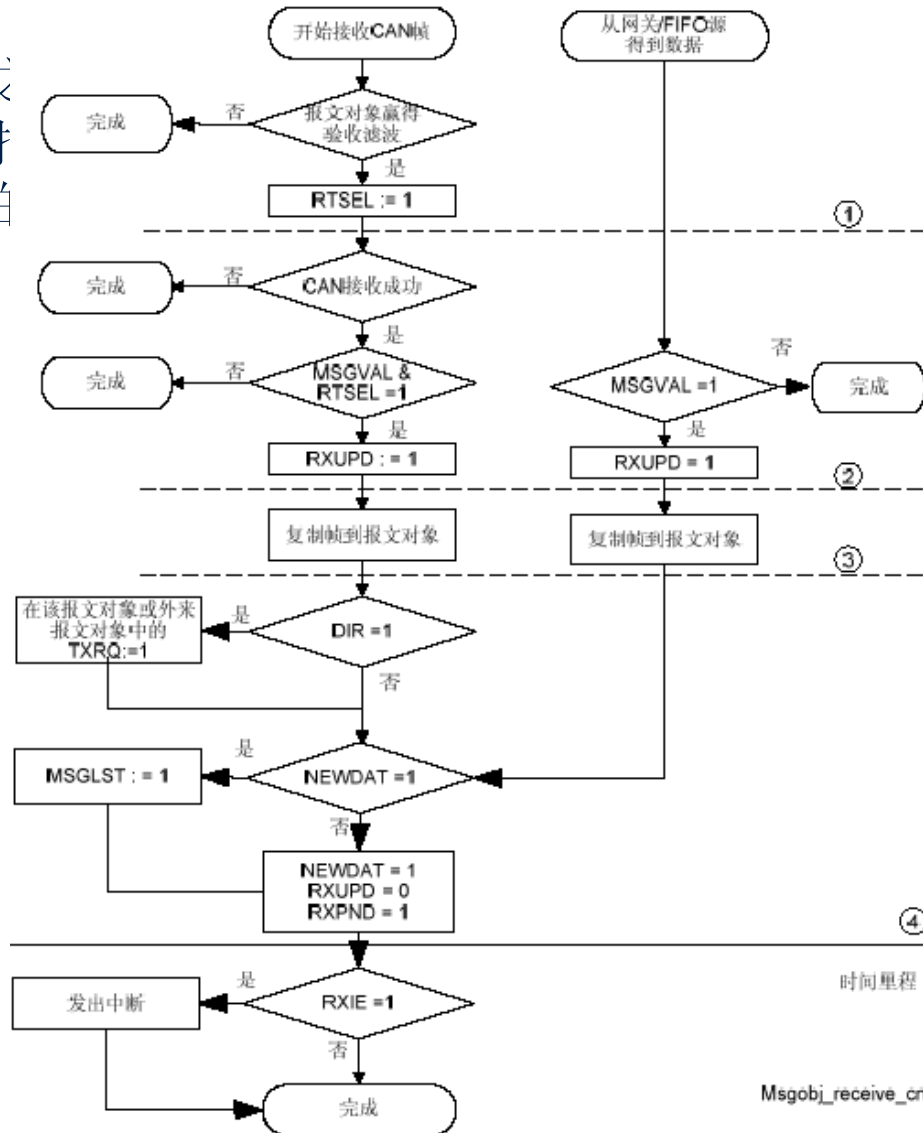 开始接收CAN帧
从网关/FIFO源
得到数据
报文对象赢得
验收滤波
否
完成
是
RTSEL := 1
①
CAN接收成功
否
完成
是
MSGVAL &
RTSEL =1
否
完成
是
MSGVAL =1
否
完成
是
RXUPD : = 1
RXUPD = 1
②
复制帧到报文对象
复制帧到报文对象
③
在该报文对象或外来
报文对象中的
TXRQ:=1
是
DIR =1
否
MSGLST : = 1
是
NEWDAT =1
否
NEWDAT = 1
RXUPD = 0
RXPND = 1
④
时间里程
发出中断
是
RXIE =1
否
完成
Msgobj_receive_cn